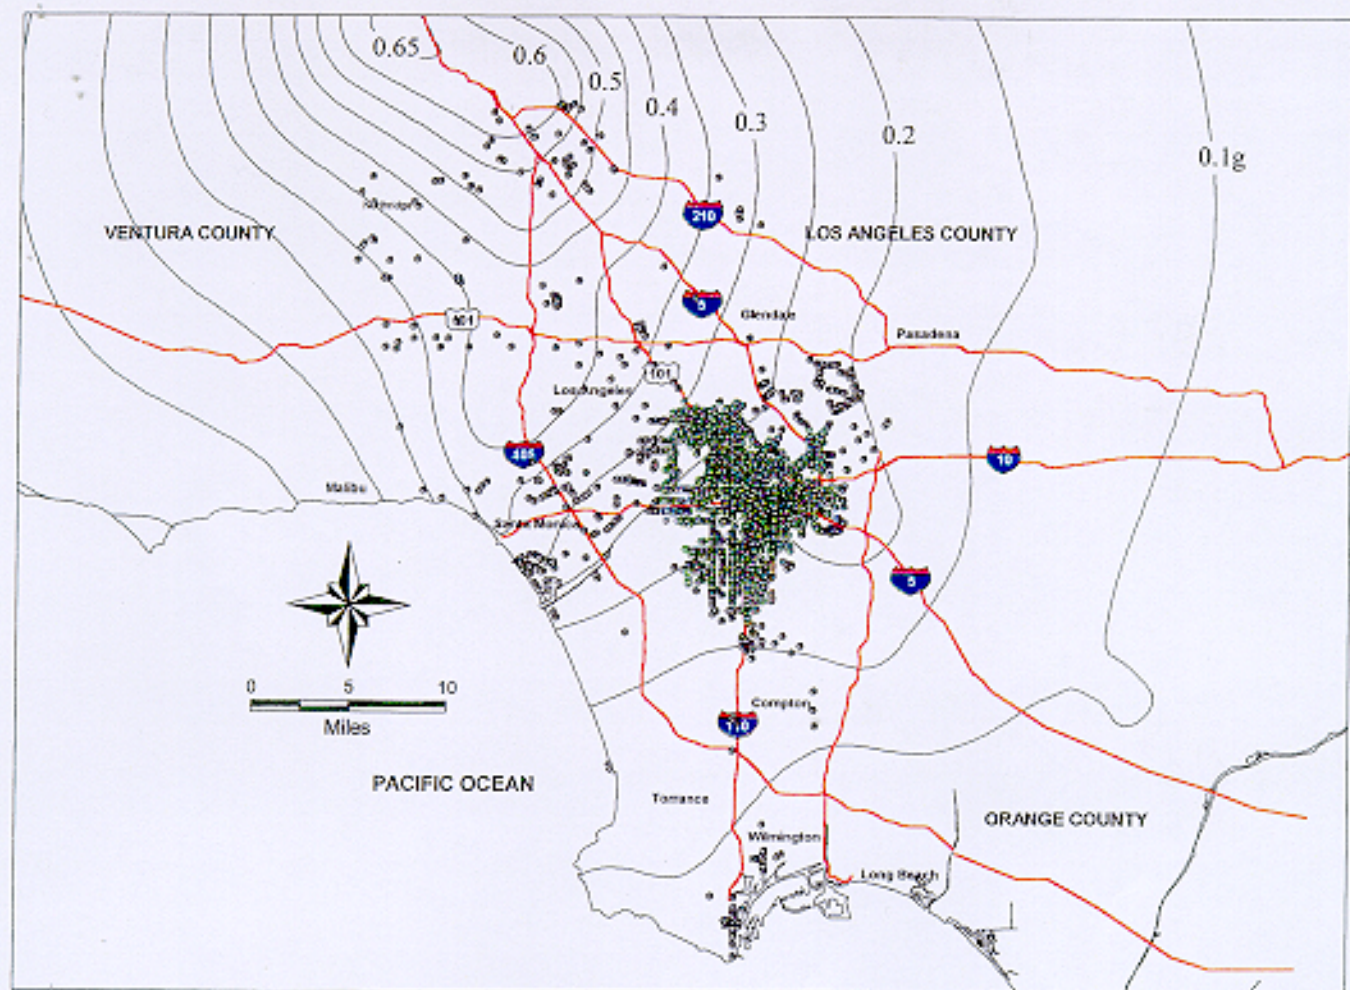 0.65
0.6
0.5
0.4
0.3
0.2
0.1g
Northridge
210
VENTURA COUNTY
LOS ANGELES COUNTY
5
Glendale
101
Pasadena
101
Los Angeles
405
10
Malibu
Santa Monica
5
0 5 10
Miles
Compton
110
PACIFIC OCEAN
Torrance
ORANGE COUNTY
Wilmington
Long Beach